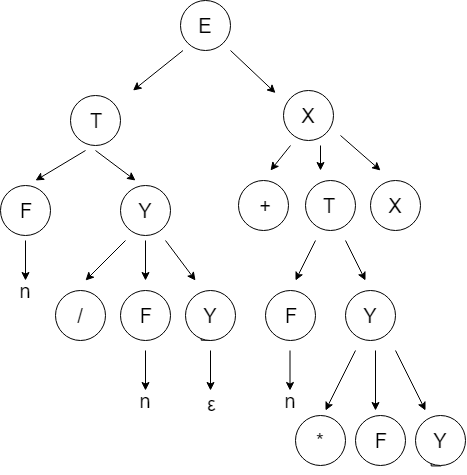 E
T X
F Y + T X
n / F Y F Y
n ε n * F Y